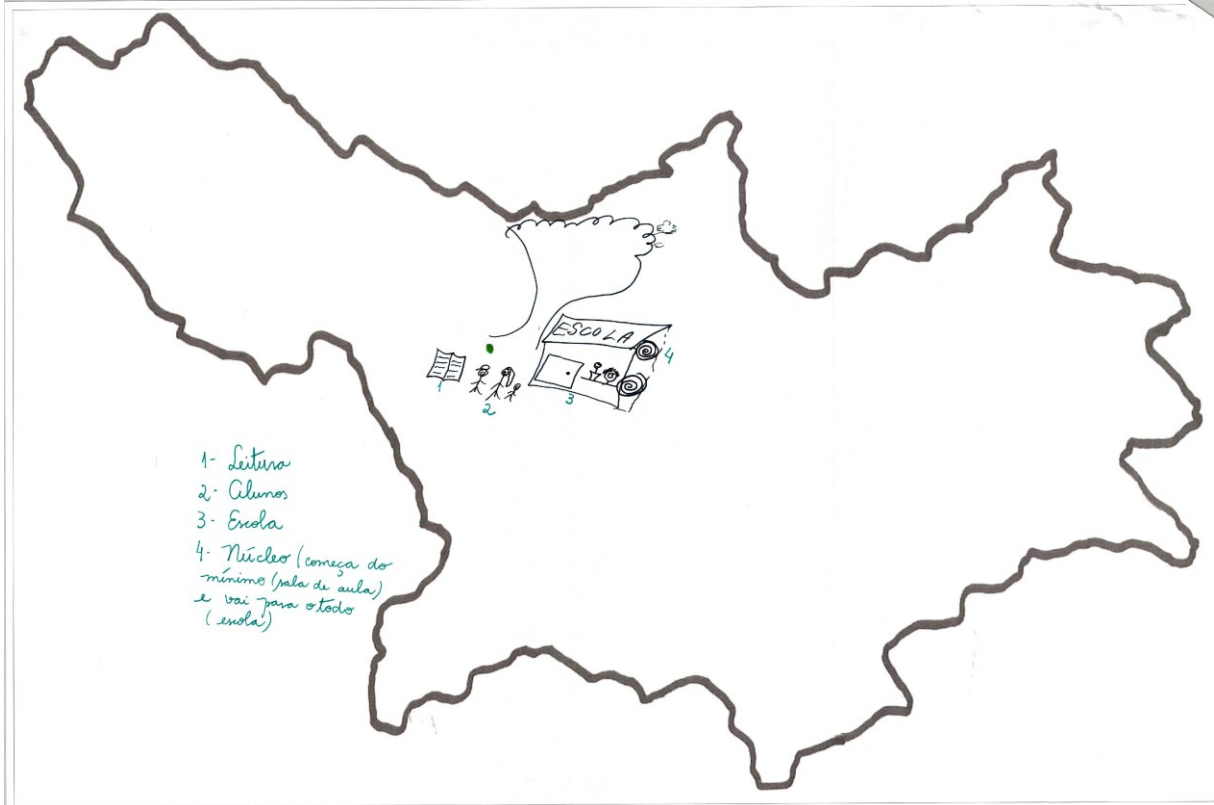 ESCOLA
4
1
2
3
1- Leitura
2- Alunos
3- Escola
4- Núcleo (começa do
mínimo (sala de aula)
e vai para o todo
(escola)